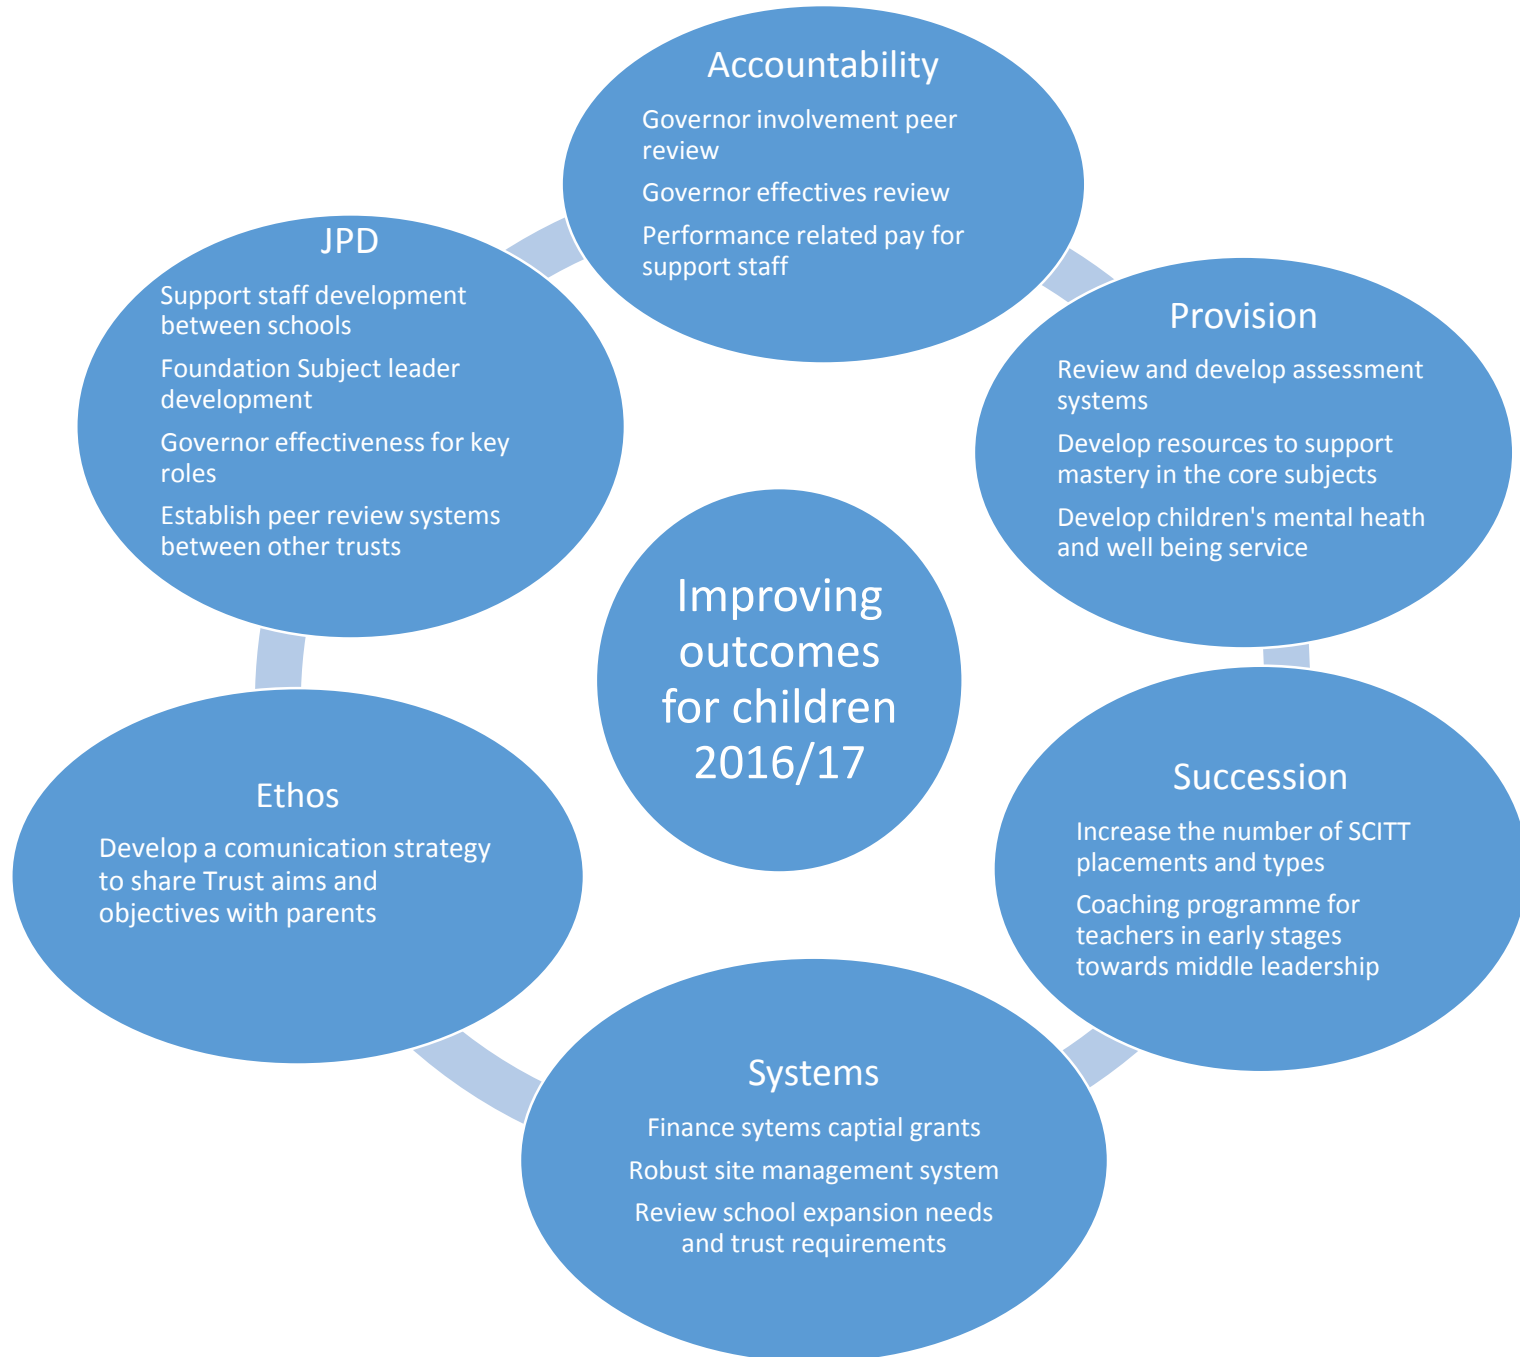 Accountability
Governor involvement peer
review
Governor effectives review
Performance related pay for
support staff
Provision
Review and develop assessment
systems
Develop resources to support
mastery in the core subjects
Develop children's mental heath
and well being service
Succession
Increase the number of SCITT
placements and types
Coaching programme for
teachers in early stages
towards middle leadership
Systems
Finance sytems captial grants
Robust site management system
Review school expansion needs
and trust requirements
Ethos
Develop a comunication strategy
to share Trust aims and
objectives with parents
JPD
Support staff development
between schools
Foundation Subject leader
development
Governor effectiveness for key
roles
Establish peer review systems
between other trusts
Improving
outcomes
for children
2016/17